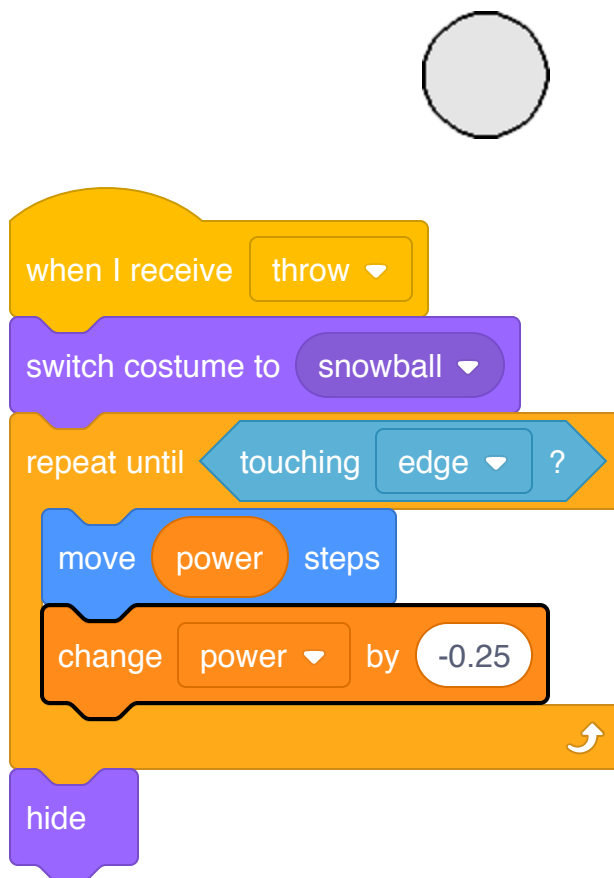 when I receive throw
switch costume to snowball
repeat until touching edge ?
move power steps
change power by -0.25
hide